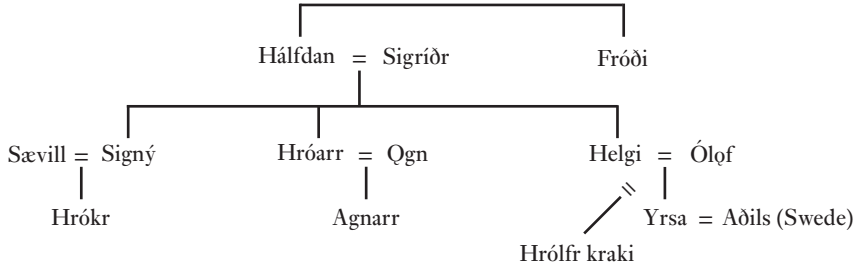 Hálfdan = Sigríðr Fróði
Sævill = Signý Hróarr = Ǫgn Helgi = Ólǫf
Hrókr Agnarr Yrsa = Aðils (Swede)
Hrólfr kraki